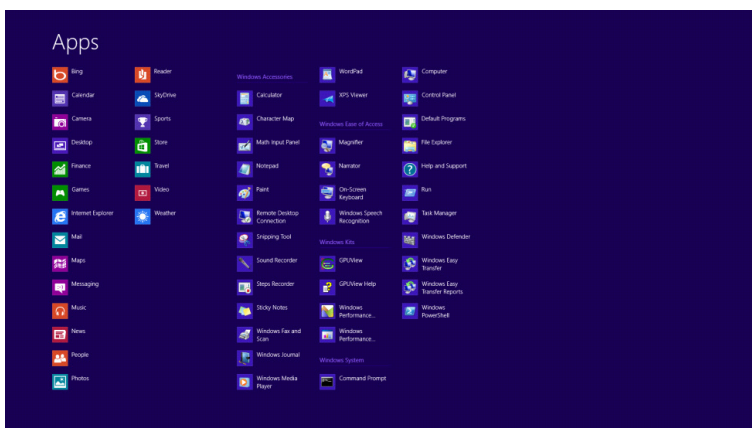 Apps
Bing
Calendar
Camera
Desktop
Finance
Games
Internet Explorer
Mail
Maps
Messaging
Music
News
People
Photos
Reader
SkyDrive
Sports
Store
Travel
Video
Weather
Windows Accessories
Calculator
Character Map
Math Input Panel
Notepad
Paint
Remote Desktop
Connection
Snipping Tool
Sound Recorder
Steps Recorder
Sticky Notes
Windows Fax and
Scan
Windows Journal
Windows Media
Player
WordPad
XPS Viewer
Windows Ease of Access
Magnifier
Narrator
On-Screen
Keyboard
Windows Speech
Recognition
Windows Kits
GPUView
GPUView Help
Windows
Performance...
Windows
Performance...
Windows System
Command Prompt
Computer
Control Panel
Default Programs
File Explorer
Help and Support
Run
Task Manager
Windows Defender
Windows Easy
Transfer
Windows Easy
Transfer Reports
Windows
PowerShell